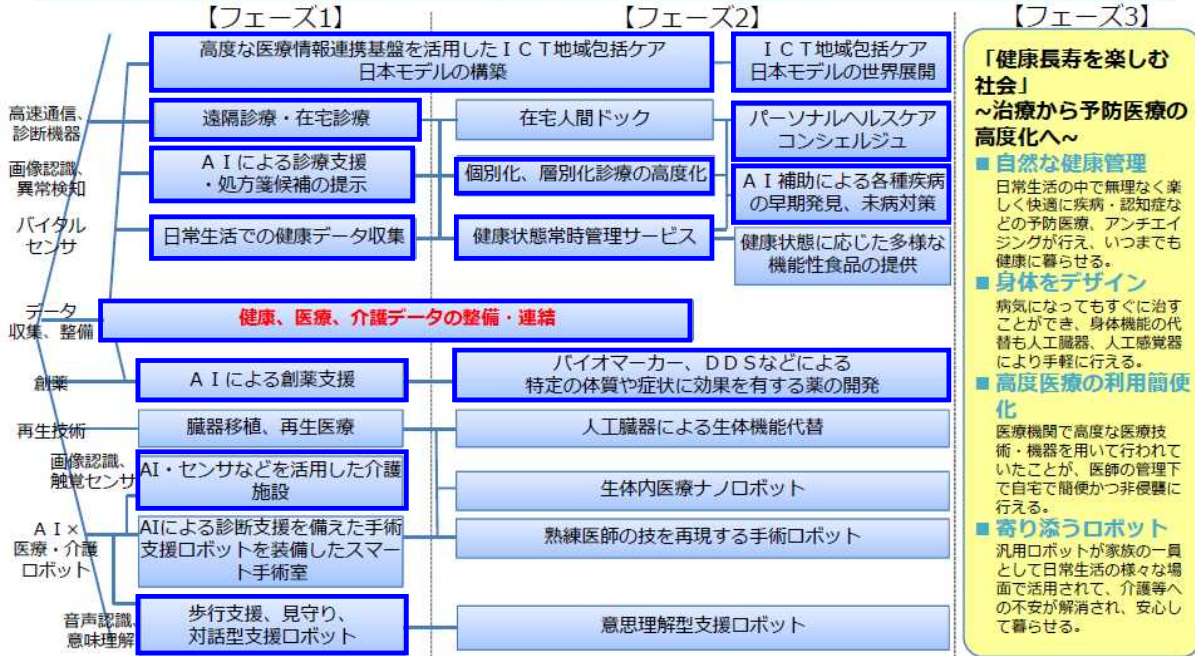 【フェーズ1】
【フェーズ2】
【フェーズ3】
高度な医療情報連携基盤を活用したＩＣＴ地域包括ケア
日本モデルの構築
ＩＣＴ地域包括ケア
日本モデルの世界展開
高速通信、
診断機器
遠隔診療・在宅診療
在宅人間ドック
パーソナルヘルスケア
コンシェルジュ
画像認識、
異常検知
ＡＩによる診療支援
・処方箋候補の提示
個別化、層別化診療の高度化
ＡＩ補助による各種疾病
の早期発見、未病対策
バイタル
センサ
日常生活での健康データ収集
健康状態常時管理サービス
健康状態に応じた多様な
機能性食品の提供
データ
収集、整備
健康、医療、介護データの整備・連結
創薬
ＡＩによる創薬支援
バイオマーカー、ＤＤＳなどによる
特定の体質や症状に効果を有する薬の開発
再生技術
臓器移植、再生医療
人工臓器による生体機能代替
画像認識、
触覚センサ
AI・センサなどを活用した介護
施設
生体内医療ナノロボット
ＡＩ×
医療・介護
ロボット
AIによる診断支援を備えた手術
支援ロボットを装備したスマー
ト手術室
熟練医師の技を再現する手術ロボット
音声認識、
意味理解
歩行支援、見守り、
対話型支援ロボット
意思理解型支援ロボット
「健康長寿を楽しむ
社会」
~治療から予防医療の
高度化へ~
■自然な健康管理
日常生活の中で無理なく楽
しく快適に疾病・認知症な
どの予防医療、アンチエイ
ジングが行え、いつまでも
健康に暮らせる。
■身体をデザイン
病気になってもすぐに治す
ことができ、身体機能の代
替も人工臓器、人工感覚器
により手軽に行える。
■高度医療の利用簡便
化
医療機関で高度な医療技
術・機器を用いて行われて
いたことが、医師の管理下
で自宅で簡便かつ非侵襲に
行える。
■寄り添うロボット
汎用ロボットが家族の一員
として日常生活の様々な場
面で活用されて、介護等へ
の不安が解消され、安心し
て暮らせる。